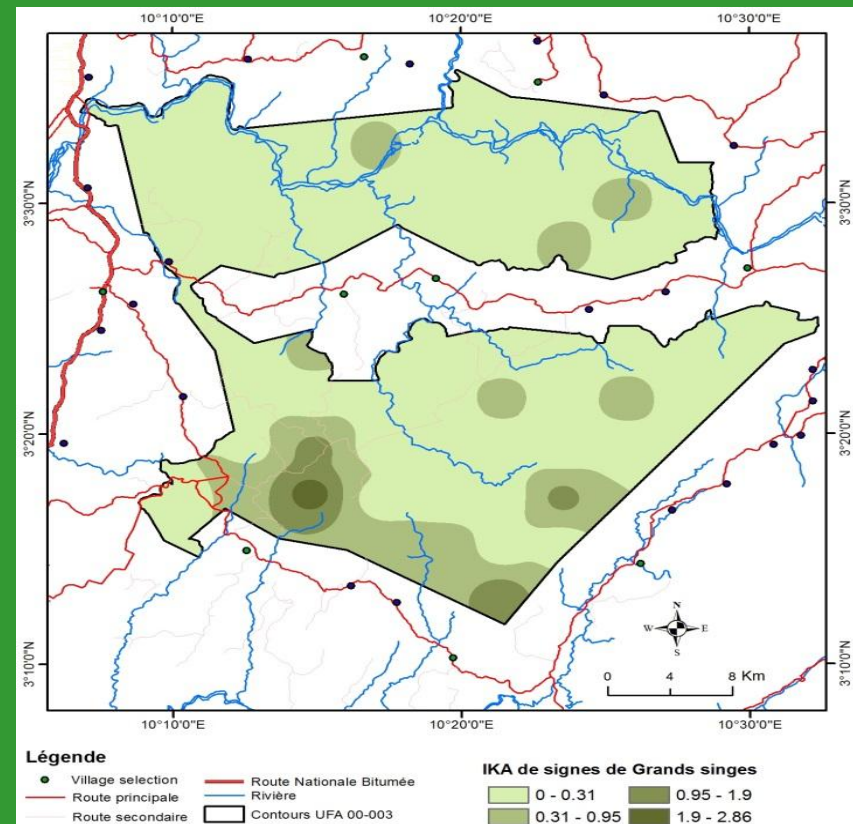 10°10'0"E 10°20'0"E 10°30'0"E
3°30'0"N 3°30'0"N
3°20'0"N 3°20'0"N
3°10'0"N 3°10'0"N
N
W E
S
0 4 8 Km
10°10'0"E 10°20'0"E 10°30'0"E
Légende
Village selection
Route principale
Route secondaire
Route Nationale Bitumée
Rivière
Contours UFA 00-003
IKA de signes de Grands singes
0 - 0.31
0.31 - 0.95
0.95 - 1.9
1.9 - 2.86